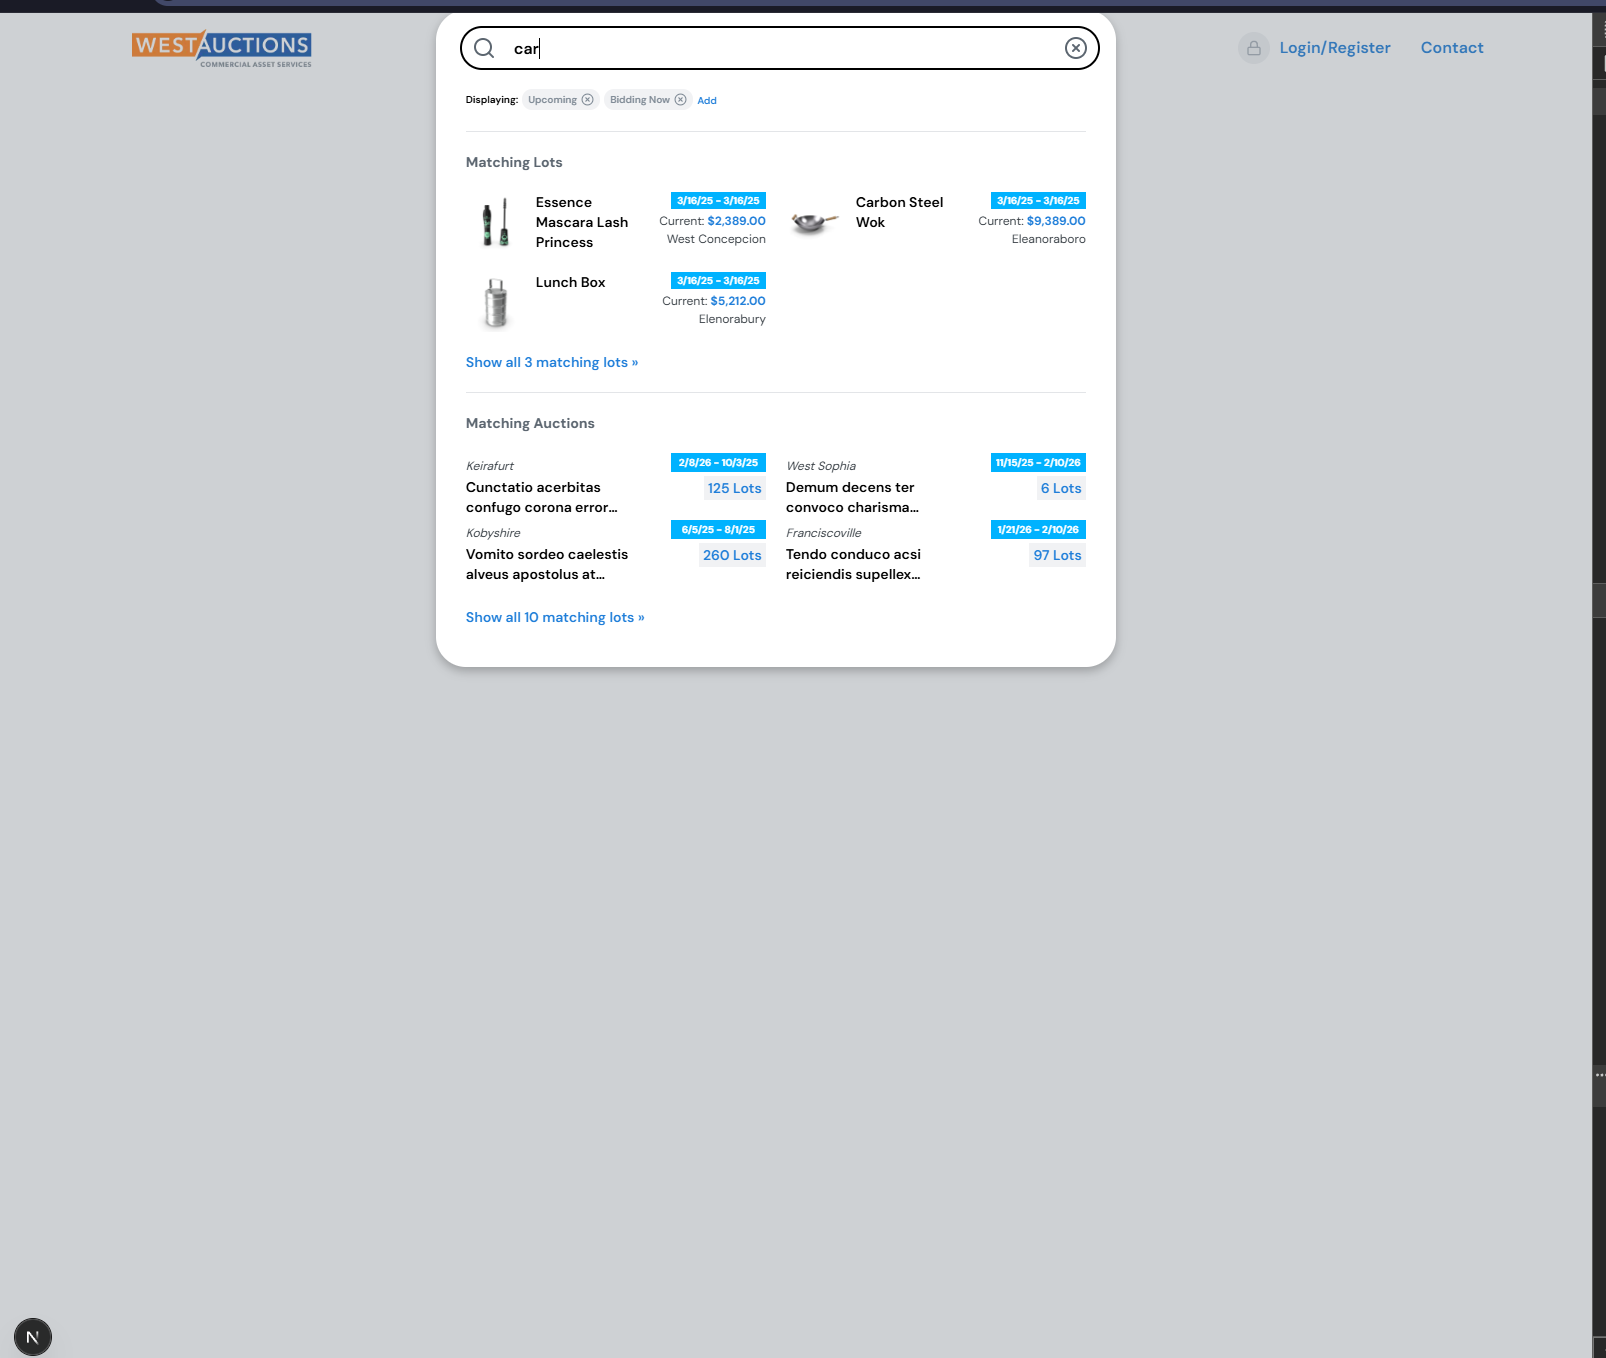 WESTAUCTIONS
COMMERCIAL ASSET SERVICES
car
Login/Register
Contact
Displaying: Upcoming Bidding Now Add
Matching Lots
Essence
Mascara Lash
Princess
3/16/25 - 3/16/25
Current: $2,389.00
West Concepcion
Carbon Steel
Wok
3/16/25 - 3/16/25
Current: $9,389.00
Eleanoraboro
Lunch Box
3/16/25 - 3/16/25
Current: $5,212.00
Elenorabury
Show all 3 matching lots »
Matching Auctions
Keirafurt
Cunctatio acerbitas
confugo corona error...
2/8/26 - 10/3/25
125 Lots
West Sophia
Demum decens ter
convoco charisma...
11/15/25 - 2/10/26
6 Lots
Kobyshire
Vomito sordeo caelestis
alveus apostolus at...
6/5/25 - 8/1/25
260 Lots
Franciscoville
Tendo conduco acsi
reiciendis supellex...
1/21/26 - 2/10/26
97 Lots
Show all 10 matching lots »
N